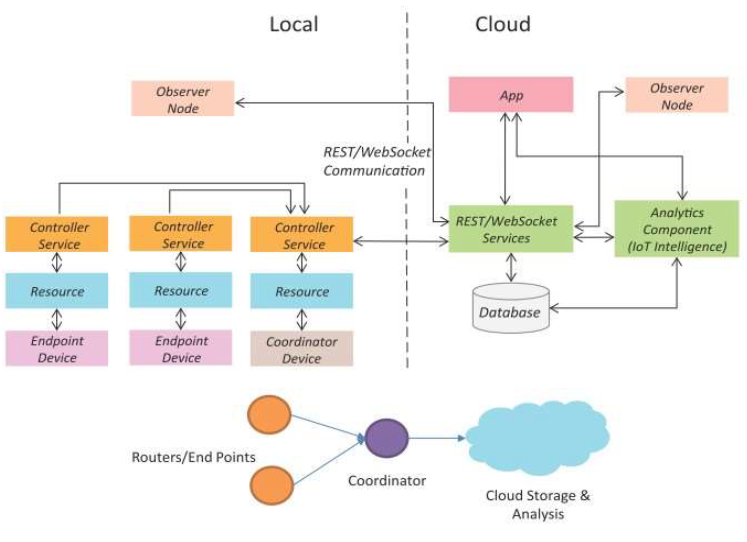 Local
Cloud
Observer
Node
App
Observer
Node
REST/WebSocket
Communication
Controller
Service
Controller
Service
Controller
Service
REST/WebSocket
Services
Analytics
Component
(IoT Intelligence)
Resource
Resource
Resource
Database
Endpoint
Device
Endpoint
Device
Coordinator
Device
Routers/End Points
Coordinator
Cloud Storage &
Analysis